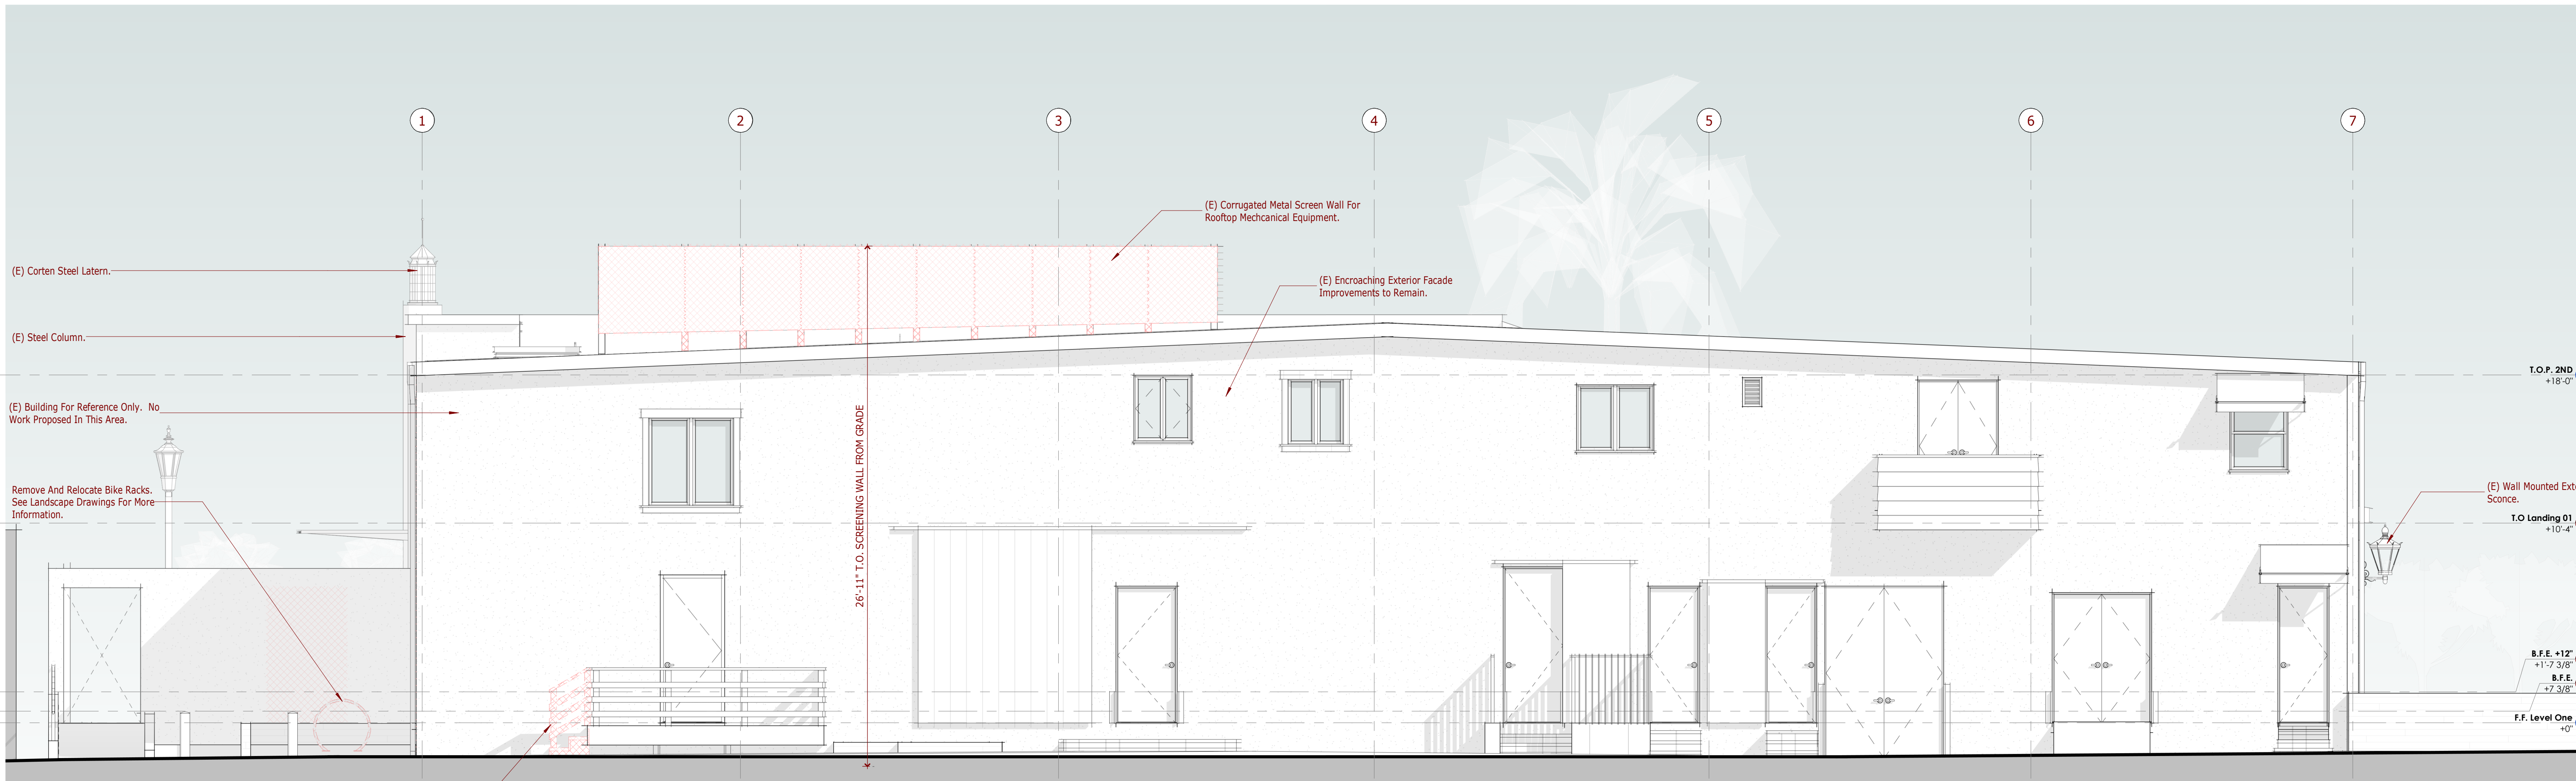 1
2
3
4
5
6
7
(E) Corrugated Metal Screen Wall For
Rooftop Mechcanical Equipment.
(E) Corten Steel Latern.
(E) Encroaching Exterior Facade
Improvements to Remain.
(E) Steel Column.
T.O.P. 2ND
+18'-0"
(E) Building For Reference Only. No
Work Proposed In This Area.
26'-11" T.O. SCREENING WALL FROM GRADE
Remove And Relocate Bike Racks.
See Landscape Drawings For More
Information.
(E) Wall Mounted Exte
Sconce.
T.O Landing 01
+10'-4"
B.F.E. +12"
+1'-7 3/8"
B.F.E.
+7 3/8"
F.F. Level One
+0"